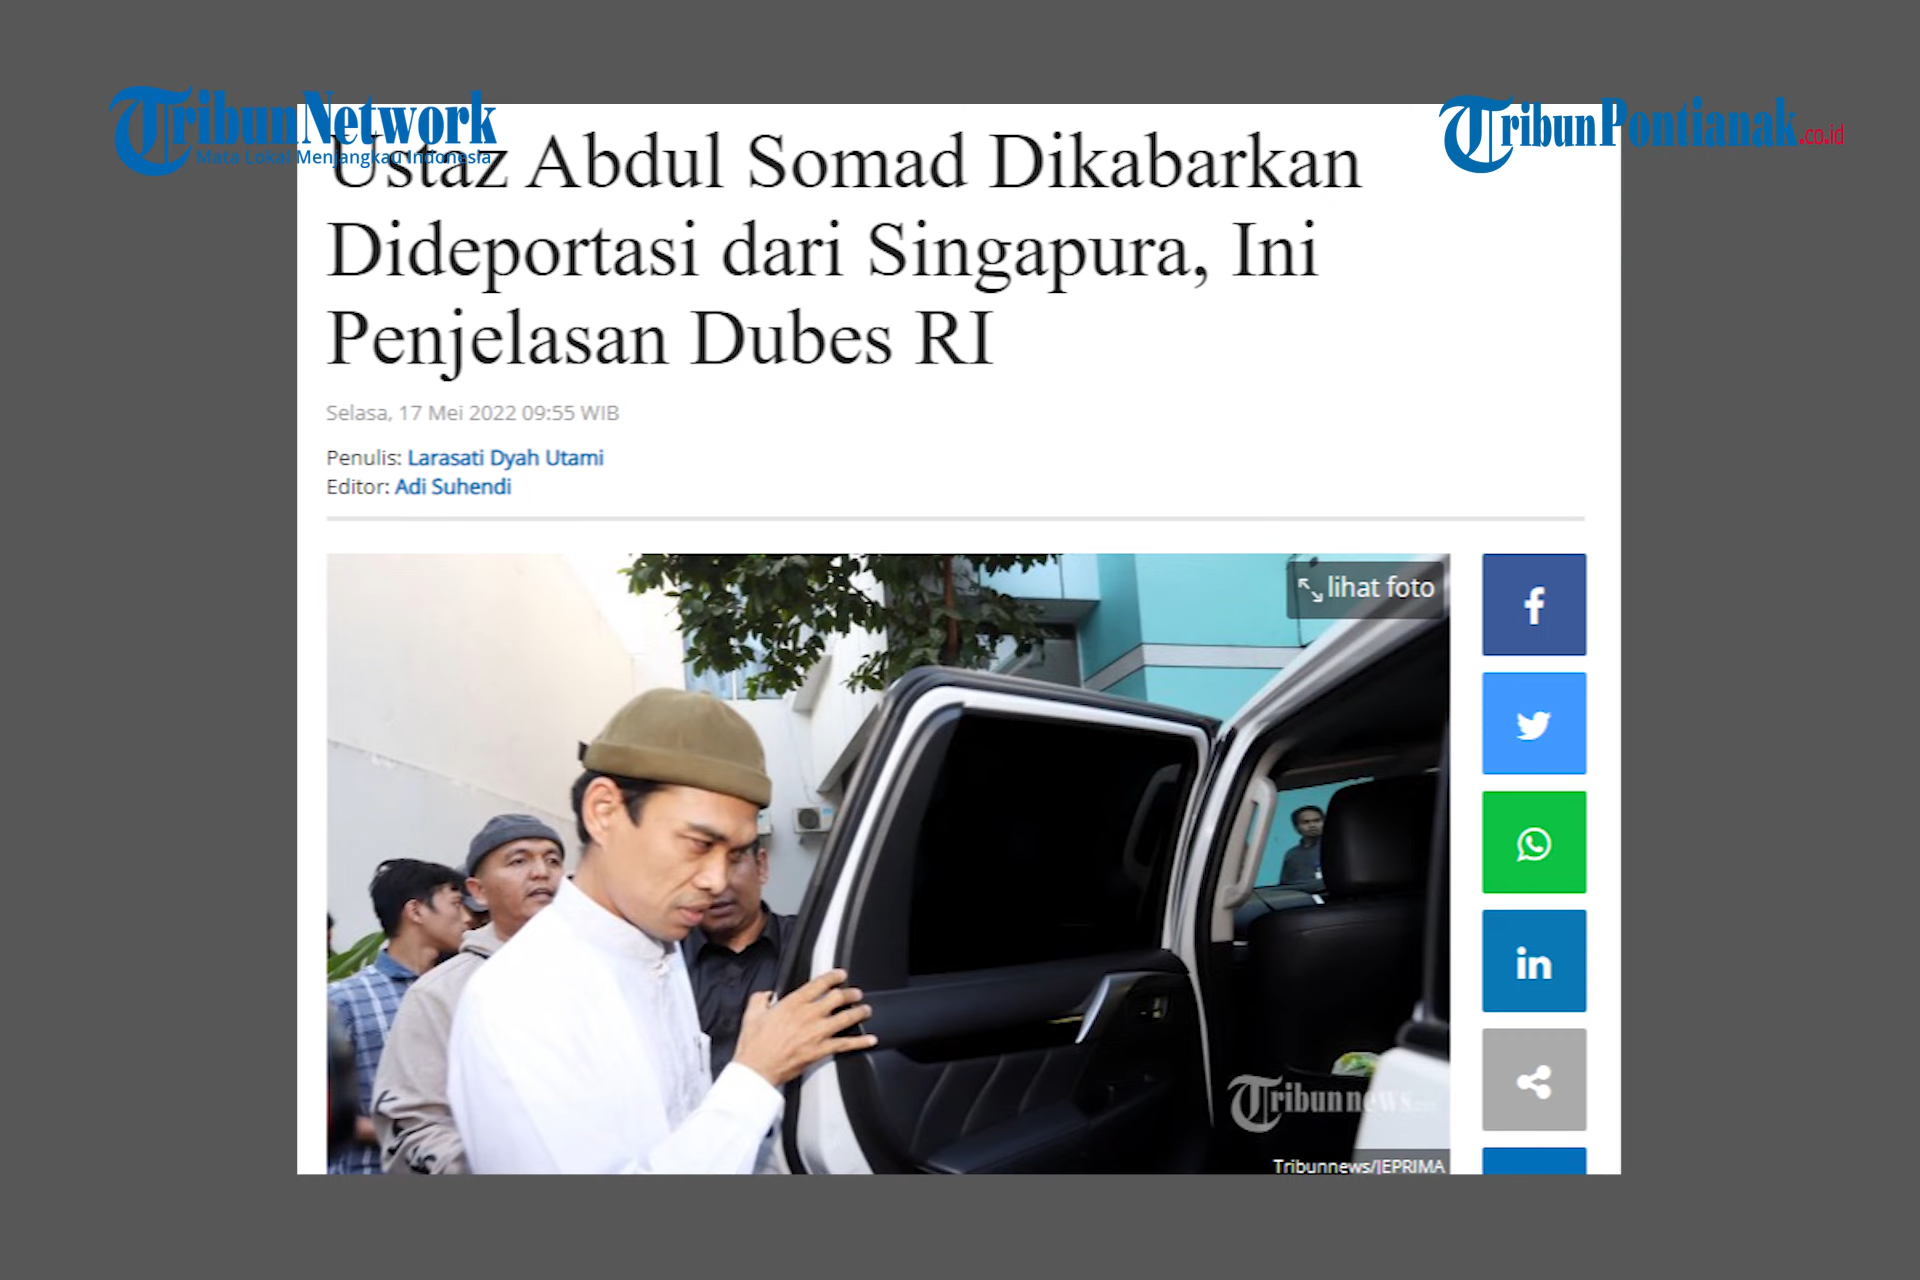 TribunNetwork
Mata Lokal Menjangkau Indonesia
TribunPontianak.co.id
Ustaz Abdul Somad Dikabarkan
Dideportasi dari Singapura, Ini
Penjelasan Dubes RI
Selasa, 17 Mei 2022 09:55 WIB
Penulis: Larasati Dyah Utami
Editor: Adi Suhendi
lihat foto
f
in
Tribunnews.com
Tribunnews/JEPRIMA